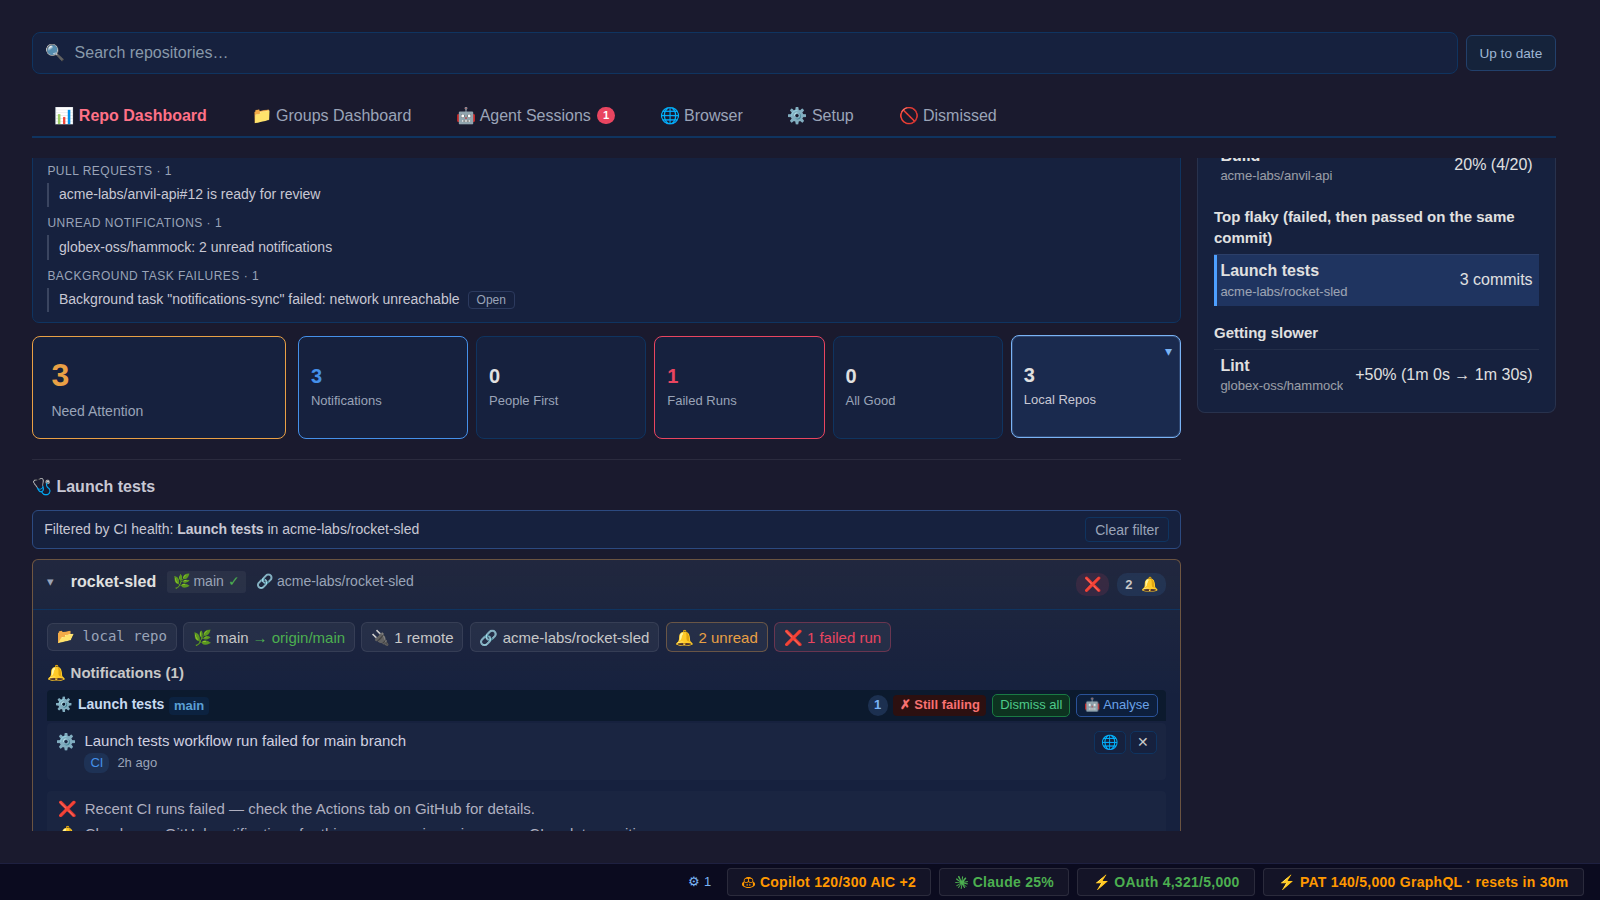 Search repositories…
Up to date
Repo Dashboard
Groups Dashboard
Agent Sessions 1
Browser
Setup
Dismissed
PULL REQUESTS · 1
acme-labs/anvil-api#12 is ready for review
UNREAD NOTIFICATIONS · 1
globex-oss/hammock: 2 unread notifications
BACKGROUND TASK FAILURES · 1
Background task "notifications-sync" failed: network unreachable Open
3
Need Attention
3
Notifications
0
People First
1
Failed Runs
0
All Good
3
Local Repos
Launch tests
Filtered by CI health: Launch tests in acme-labs/rocket-sled
Clear filter
rocket-sled main ✓ acme-labs/rocket-sled
2
local repo
main → origin/main
1 remote
acme-labs/rocket-sled
2 unread
1 failed run
Notifications (1)
Launch tests main
1 ✗ Still failing Dismiss all Analyse
Launch tests workflow run failed for main branch
CI 2h ago
Recent CI runs failed — check the Actions tab on GitHub for details.
20% (4/20)
acme-labs/anvil-api
Top flaky (failed, then passed on the same
commit)
Launch tests
acme-labs/rocket-sled
3 commits
Getting slower
Lint
globex-oss/hammock
+50% (1m 0s → 1m 30s)
1
Copilot 120/300 AIC +2
Claude 25%
OAuth 4,321/5,000
PAT 140/5,000 GraphQL · resets in 30m